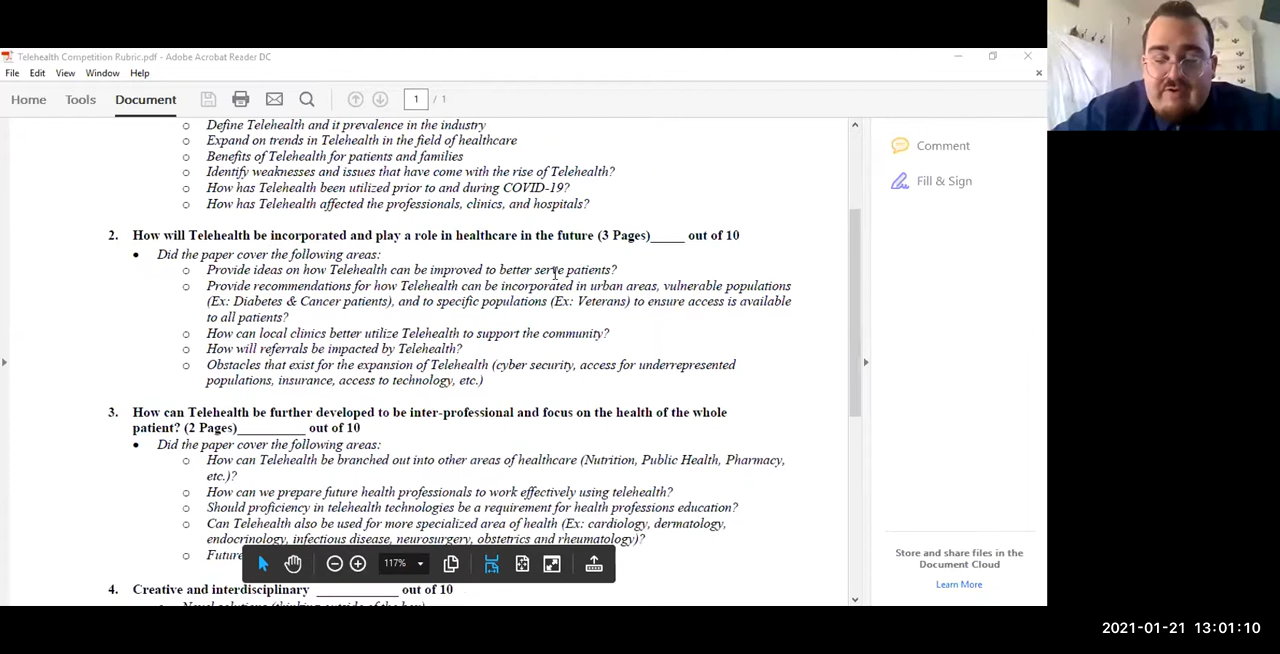 Telehealth Competition Rubric.pdf - Adobe Acrobat Reader DC
File Edit View Window Help
Home Tools Document 1 / 1
o Define Telehealth and it prevalence in the industry
o Expand on trends in Telehealth in the field of healthcare
o Benefits of Telehealth for patients and families
o Identify weaknesses and issues that have come with the rise of Telehealth?
o How has Telehealth been utilized prior to and during COVID-19?
o How has Telehealth affected the professionals, clinics, and hospitals?
2. How will Telehealth be incorporated and play a role in healthcare in the future (3 Pages)_____ out of 10
• Did the paper cover the following areas:
o Provide ideas on how Telehealth can be improved to better serve patients?
o Provide recommendations for how Telehealth can be incorporated in urban areas, vulnerable populations
(Ex: Diabetes & Cancer patients), and to specific populations (Ex: Veterans) to ensure access is available
to all patients?
o How can local clinics better utilize Telehealth to support the community?
o How will referrals be impacted by Telehealth?
o Obstacles that exist for the expansion of Telehealth (cyber security, access for underrepresented
populations, insurance, access to technology, etc.)
3. How can Telehealth be further developed to be inter-professional and focus on the health of the whole
patient? (2 Pages)__________ out of 10
• Did the paper cover the following areas:
o How can Telehealth be branched out into other areas of healthcare (Nutrition, Public Health, Pharmacy,
etc.)?
o How can we prepare future health professionals to work effectively using telehealth?
o Should proficiency in telehealth technologies be a requirement for health professions education?
o Can Telehealth also be used for more specialized area of health (Ex: cardiology, dermatology,
endocrinology, infectious disease, neurosurgery, obstetrics and rheumatology)?
o Future
117%
4. Creative and interdisciplinary ____________ out of 10
Novel solutions (thinking outside of the box)
Comment
Fill & Sign
Store and share files in the
Document Cloud
Learn More
2021-01-21 13:01:10